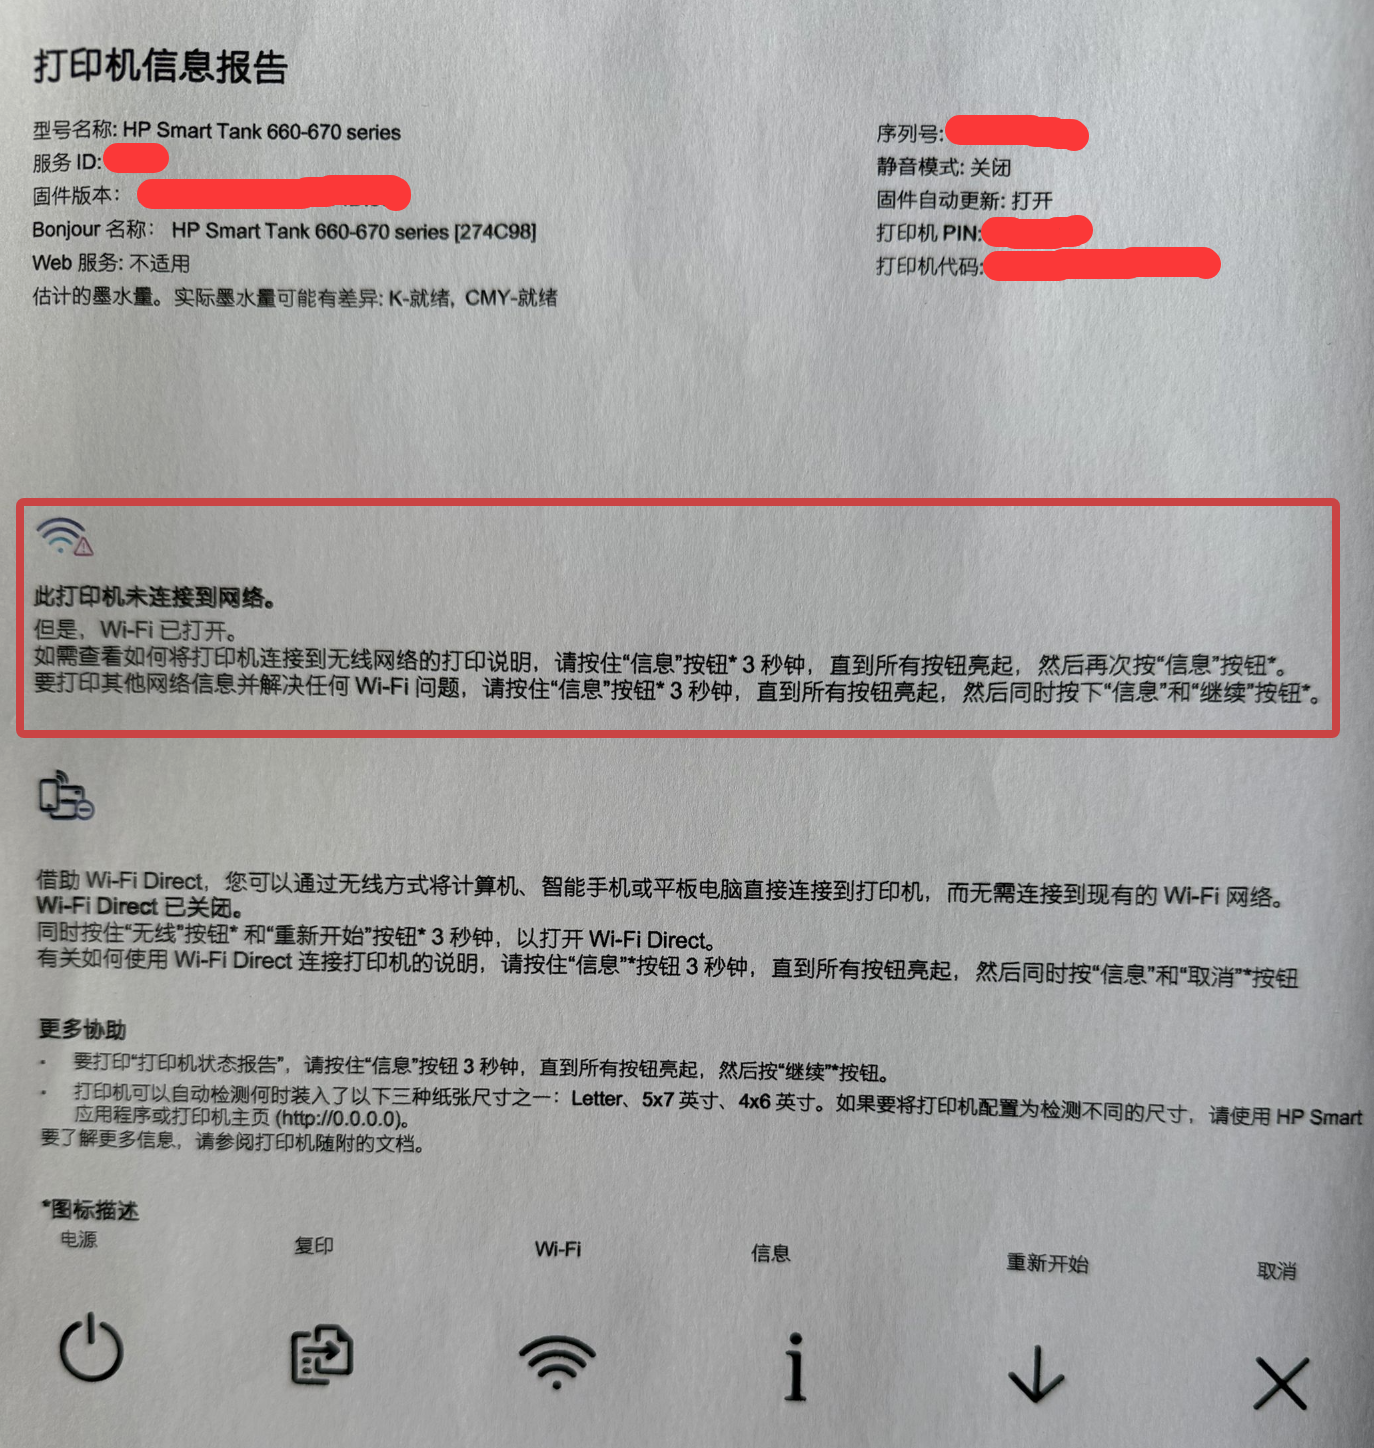 打印机信息报告
型号名称: HP Smart Tank 660-670 series
序列号:
服务 ID:
静音模式: 关闭
固件版本:
固件自动更新: 打开
Bonjour 名称: HP Smart Tank 660-670 series [274C98]
打印机 PIN:
Web 服务: 不适用
打印机代码:
估计的墨水量。实际墨水量可能有差异: K-就绪, CMY-就绪
此打印机未连接到网络。
但是，Wi-Fi 已打开。
如需查看如何将打印机连接到无线网络的打印说明，请按住“信息”按钮* 3 秒钟，直到所有按钮亮起，然后再次按“信息”按钮*。
要打印其他网络信息并解决任何 Wi-Fi 问题，请按住“信息”按钮* 3 秒钟，直到所有按钮亮起，然后同时按下“信息”和“继续”按钮*。
借助 Wi-Fi Direct，您可以通过无线方式将计算机、智能手机或平板电脑直接连接到打印机，而无需连接到现有的 Wi-Fi 网络。
Wi-Fi Direct 已关闭。
同时按住“无线”按钮* 和“重新开始”按钮* 3 秒钟，以打开 Wi-Fi Direct。
有关如何使用 Wi-Fi Direct 连接打印机的说明，请按住“信息”*按钮 3 秒钟，直到所有按钮亮起，然后同时按“信息”和“取消”*按钮
更多协助
· 要打印“打印机状态报告”，请按住“信息”按钮 3 秒钟，直到所有按钮亮起，然后按“继续”*按钮。
· 打印机可以自动检测何时装入了以下三种纸张尺寸之一：Letter、5x7 英寸、4x6 英寸。如果要将打印机配置为检测不同的尺寸，请使用 HP Smart
应用程序或打印机主页 (http://0.0.0.0)。
要了解更多信息，请参阅打印机随附的文档。
*图标描述
电源 复印 Wi-Fi 信息 重新开始 取消